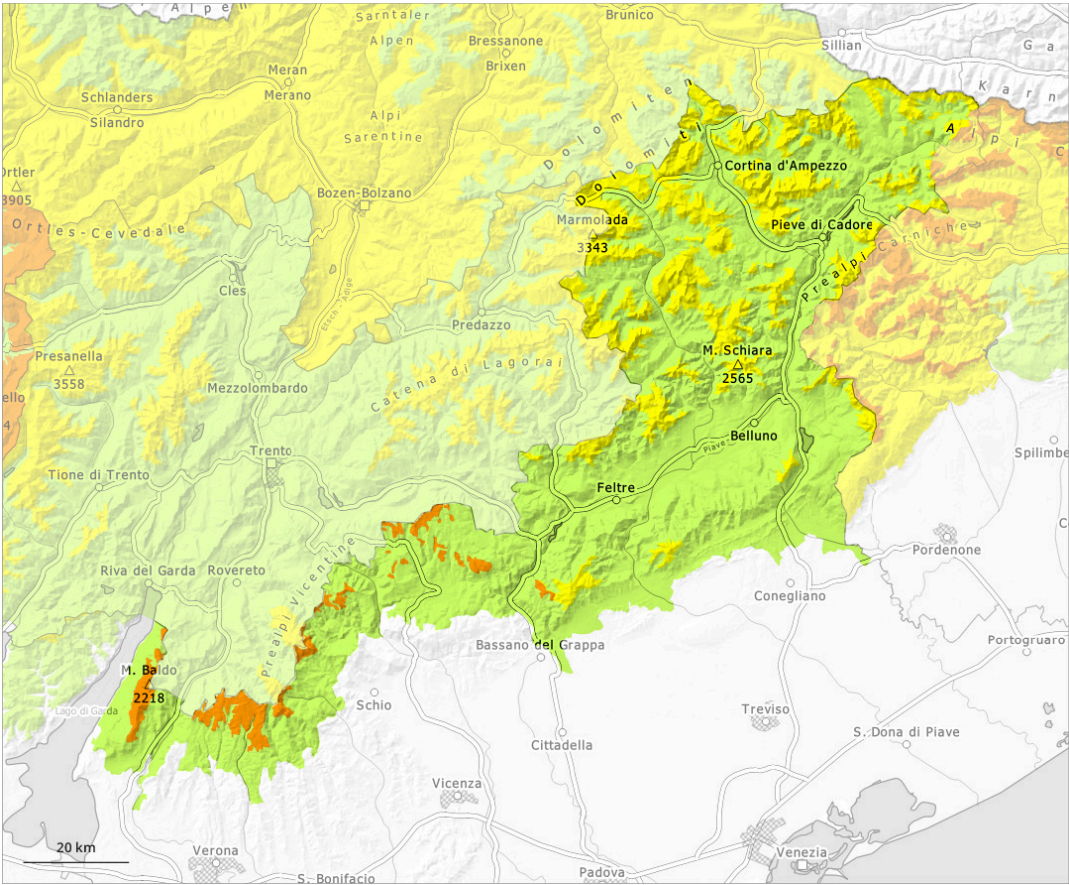 Alpen
Sarntaler
Alpen
Brunico
Bressanone
Brixen
Sillian
Ga
Karn
Meran
Merano
Schlanders
Silandro
Alpi
Sarentine
Dolomiten
Dolomiti
Alpi C
Cortina d'Ampezzo
Ortler
3905
Bozen-Bolzano
Ortles-Cevedale
Marmolada
3343
Pieve di Cadore
Prealpi Carniche
Cles
Etsch - Adige
Predazzo
Presanella
3558
M. Schiara
2565
Catena di Lagorai
Mezzolombardo
ello
4
Belluno
Piave
Trento
Tione di Trento
Spilimbe
Feltre
Pordenone
Prealpi Vicentine
Riva del Garda
Rovereto
Conegliano
Portogruaro
Bassano del Grappa
M. Baldo
2218
Lago di Garda
Schio
Treviso
S. Dona di Piave
Cittadella
Vicenza
20 km
Verona
Venezia
Padova
S. Bonifacio
C